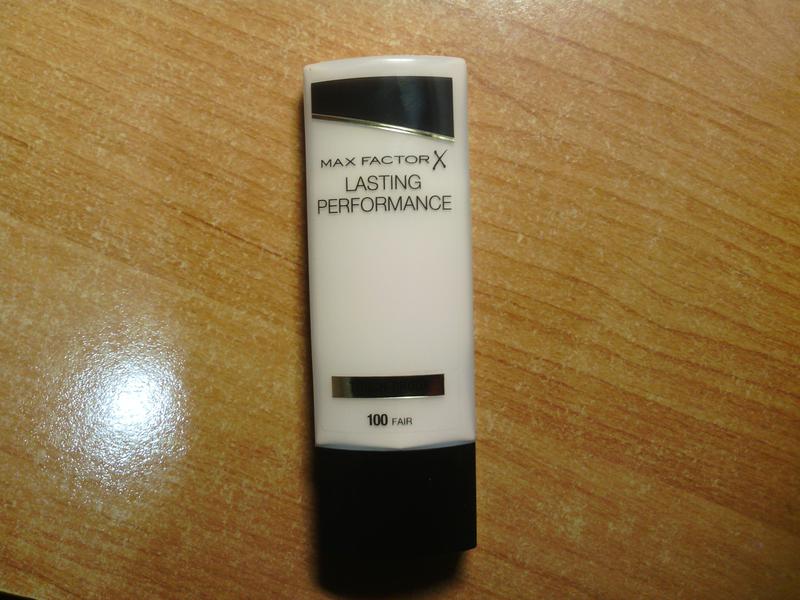 MAX FACTOR X
LASTING
PERFORMANCE
100 FAIR